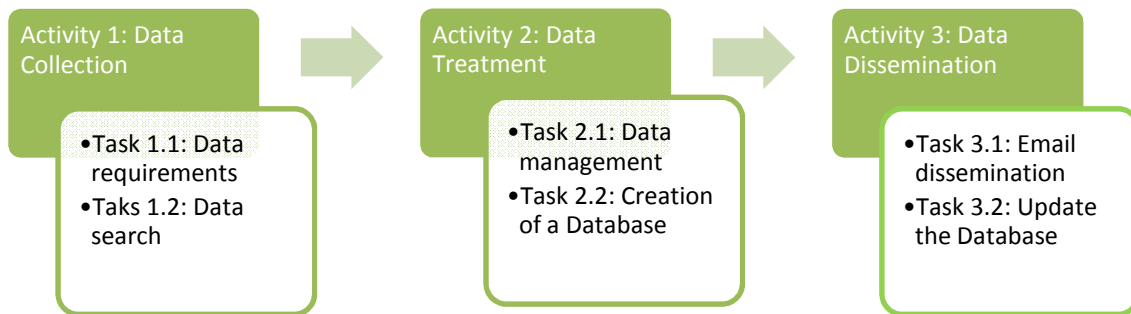 Activity 1: Data
Collection
•Task 1.1: Data
requirements
•Taks 1.2: Data
search
Activity 2: Data
Treatment
•Task 2.1: Data
management
•Task 2.2: Creation
of a Database
Activity 3: Data
Dissemination
•Task 3.1: Email
dissemination
•Task 3.2: Update
the Database